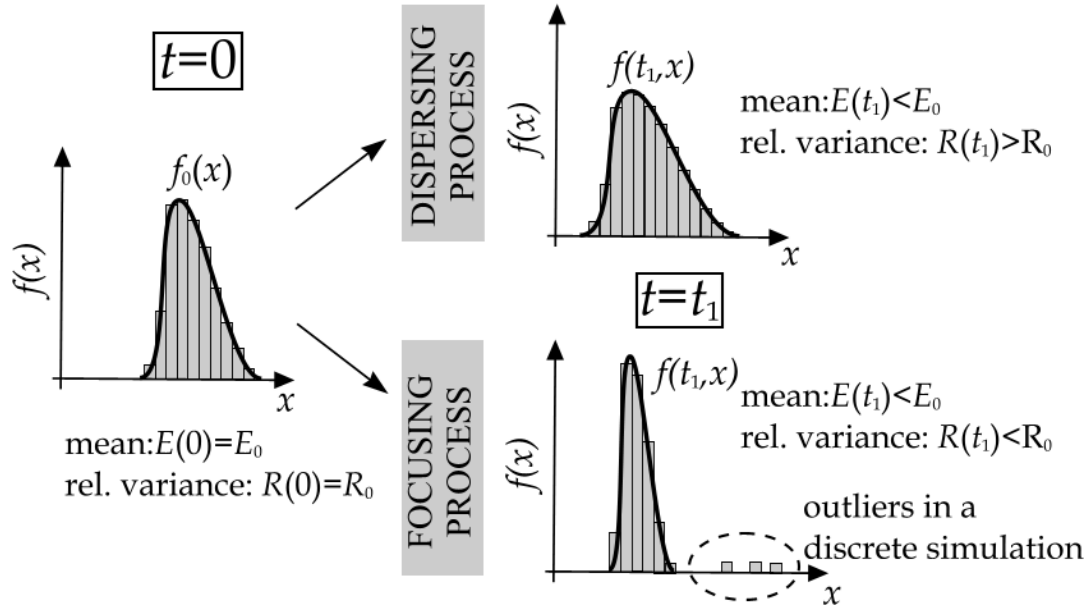 t=0
f₀(x)
f(x)
x
mean:E(0)=E₀
rel. variance: R(0)=R₀
DISPERSING
PROCESS
f(t₁,x)
f(x)
x
mean:E(t₁)<E₀
rel. variance: R(t₁)>R₀
t=t₁
FOCUSING
PROCESS
f(t₁,x)
f(x)
x
mean:E(t₁)<E₀
rel. variance: R(t₁)<R₀
outliers in a
discrete simulation